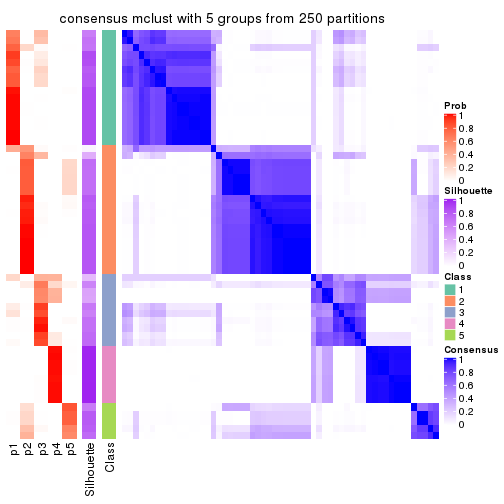 consensus mclust with 5 groups from 250 partitions
Prob
1
0.8
0.6
0.4
0.2
0
Silhouette
1
0.8
0.6
0.4
0.2
0
Class
1
2
3
4
5
Consensus
1
0.8
0.6
0.4
0.2
0
p1
p2
p3
p4
p5
Silhouette
Class